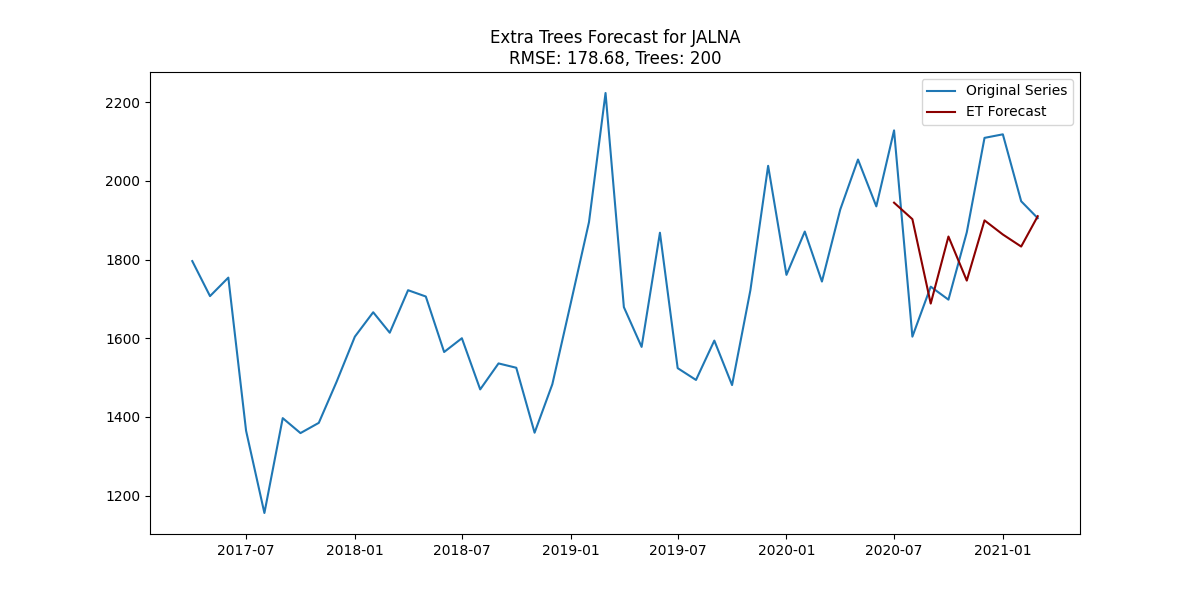 Extra Trees Forecast for JALNA
RMSE: 178.68, Trees: 200
Original Series
ET Forecast
2200
2000
1800
1600
1400
1200
2017-07 2018-01 2018-07 2019-01 2019-07 2020-01 2020-07 2021-01